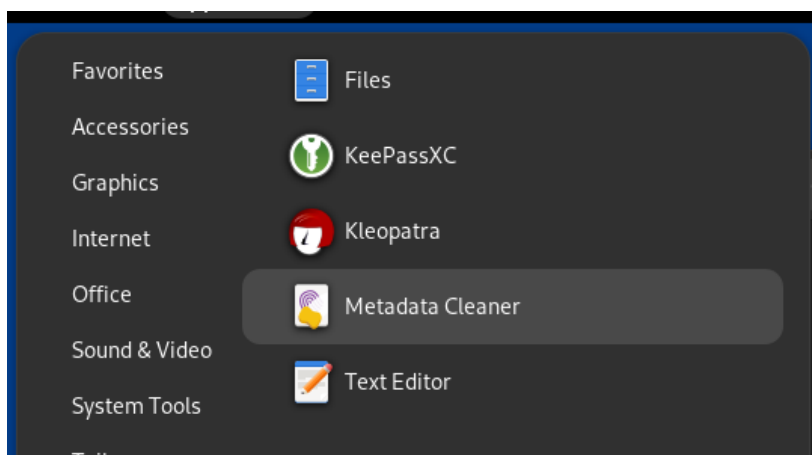 Favorites
Accessories
Graphics
Internet
Office
Sound & Video
System Tools
Files
KeePassXC
Kleopatra
Metadata Cleaner
Text Editor